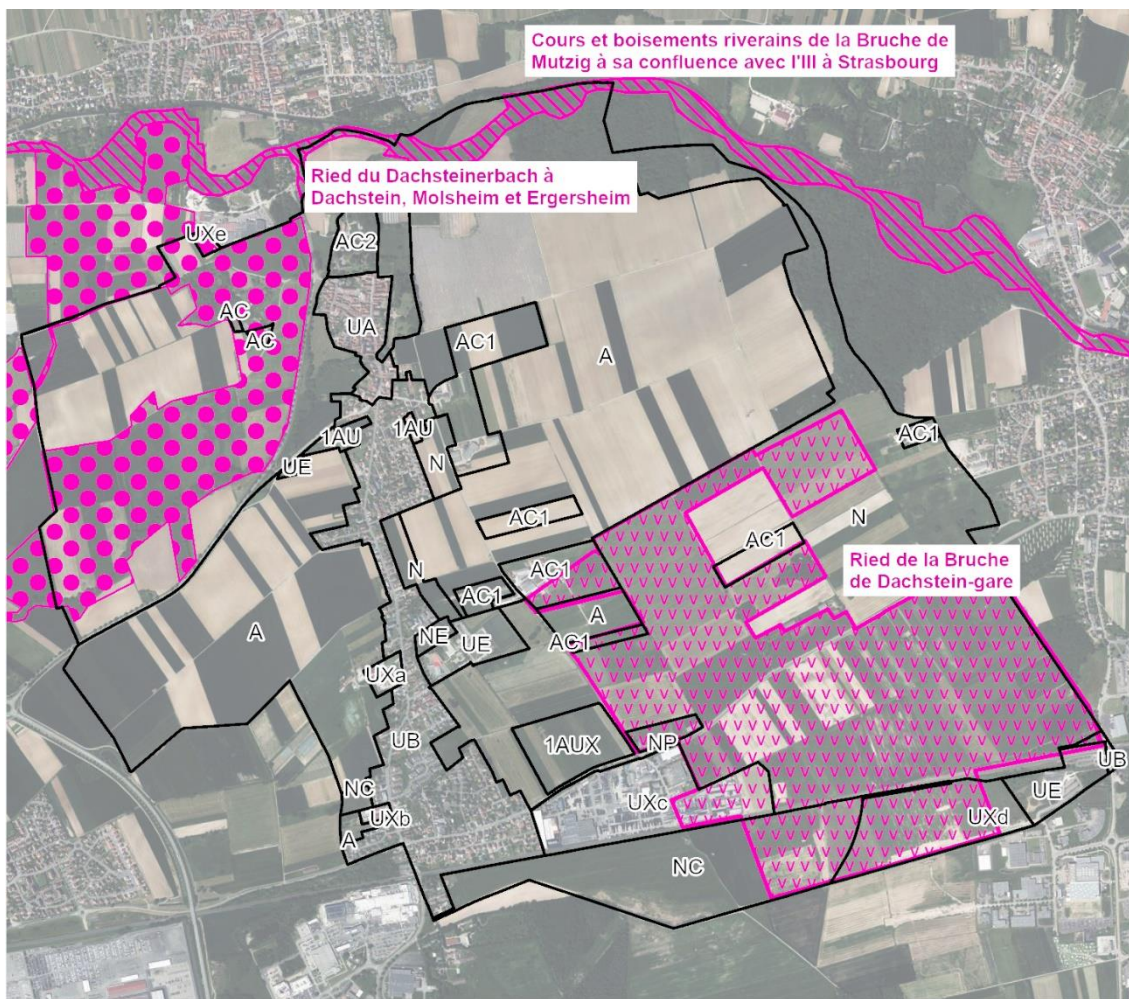 Cours et boisements riverains de la Bruche de
Mutzig à sa confluence avec l'Ill à Strasbourg
Ried du Dachsteinerbach à
Dachstein, Molsheim et Ergersheim
UXe
AC2
AC
AC
UA
AC1
A
1AU
1AU
UE
N
AC1
AC1
N
AC1
AC1
Ried de la Bruche
de Dachstein-gare
N
AC1
A
A
NE
UE
AC1
UXa
UB
1AUX
NP
UB
NC
UXc
UE
UXb
UXd
A
NC